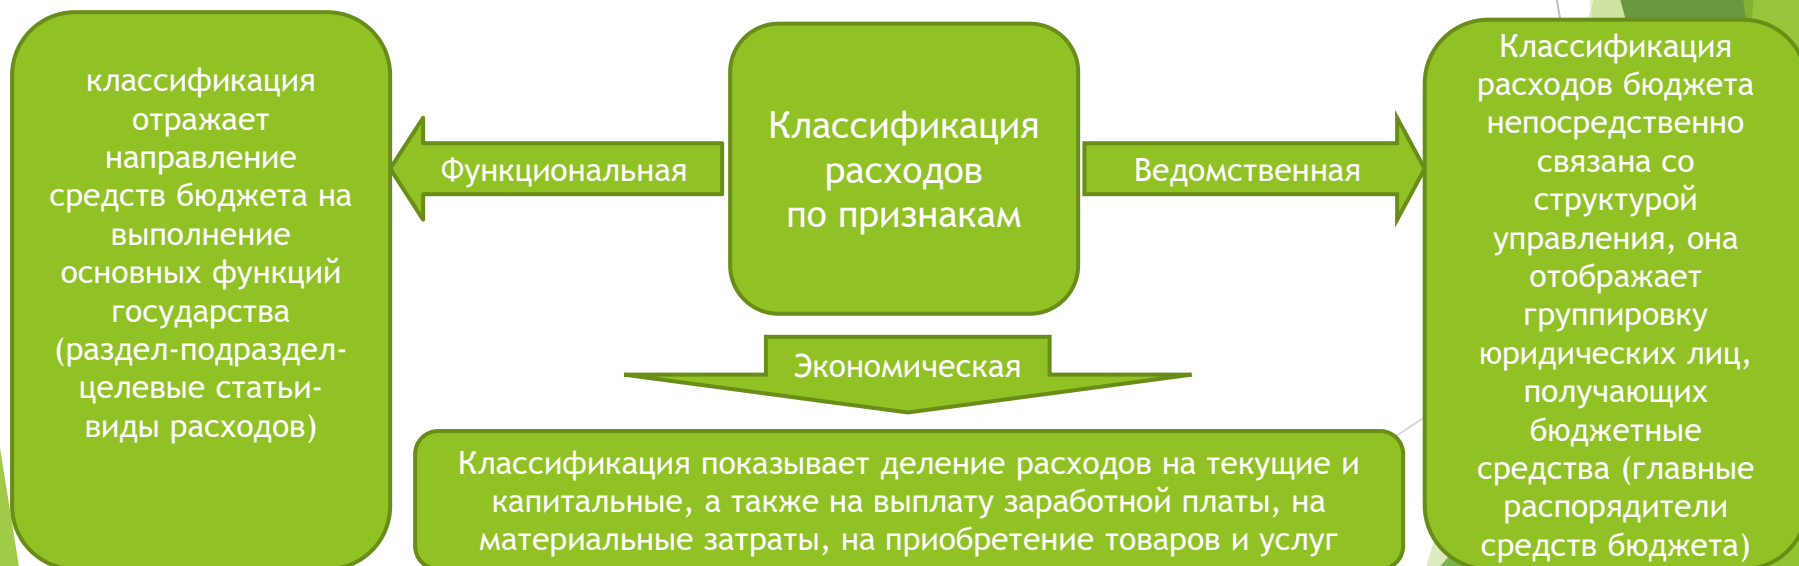 классификация
отражает
направление
средств бюджета на
выполнение
основных функций
государства
(раздел-подраздел-
целевые статьи-
виды расходов)
Функциональная
Классификация
расходов
по признакам
Ведомственная
Классификация
расходов бюджета
непосредственно
связана со
структурой
управления, она
отображает
группировку
юридических лиц,
получающих
бюджетные
средства (главные
распорядители
средств бюджета)
Экономическая
Классификация показывает деление расходов на текущие и
капитальные, а также на выплату заработной платы, на
материальные затраты, на приобретение товаров и услуг